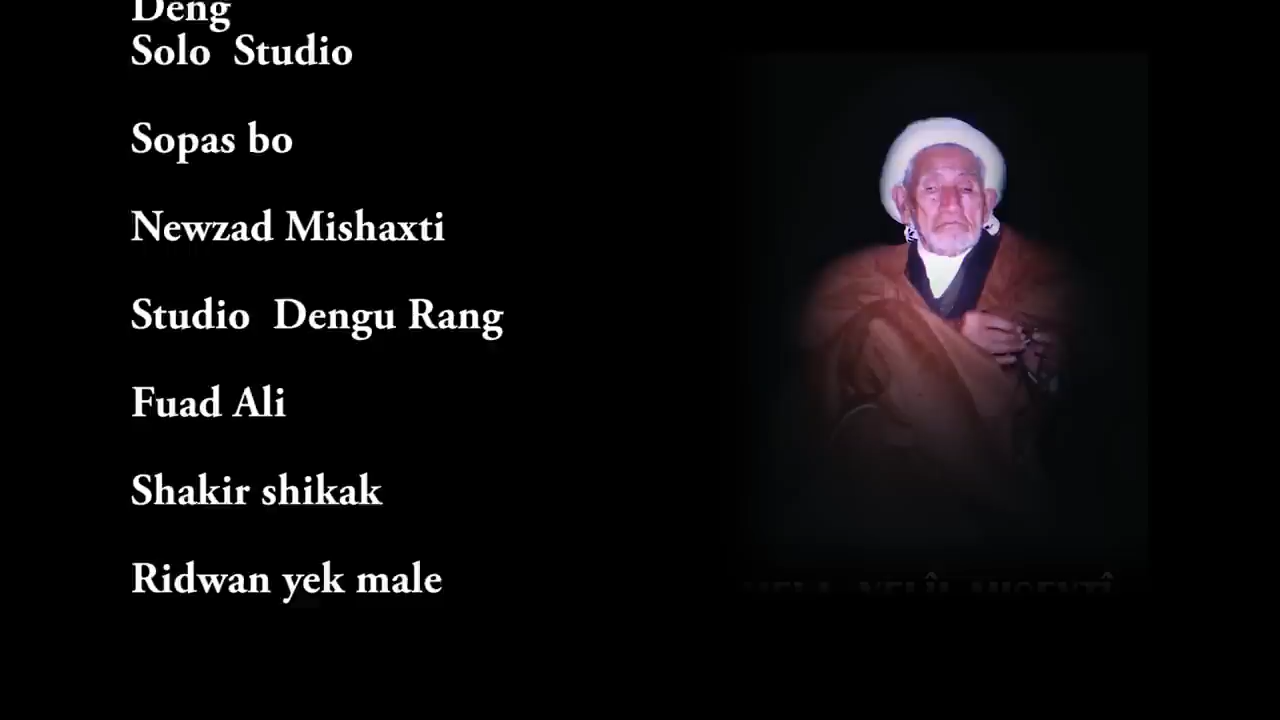 Deng
Solo Studio
Sopas bo
Newzad Mishaxti
Studio Dengu Rang
Fuad Ali
Shakir shikak
Ridwan yek male